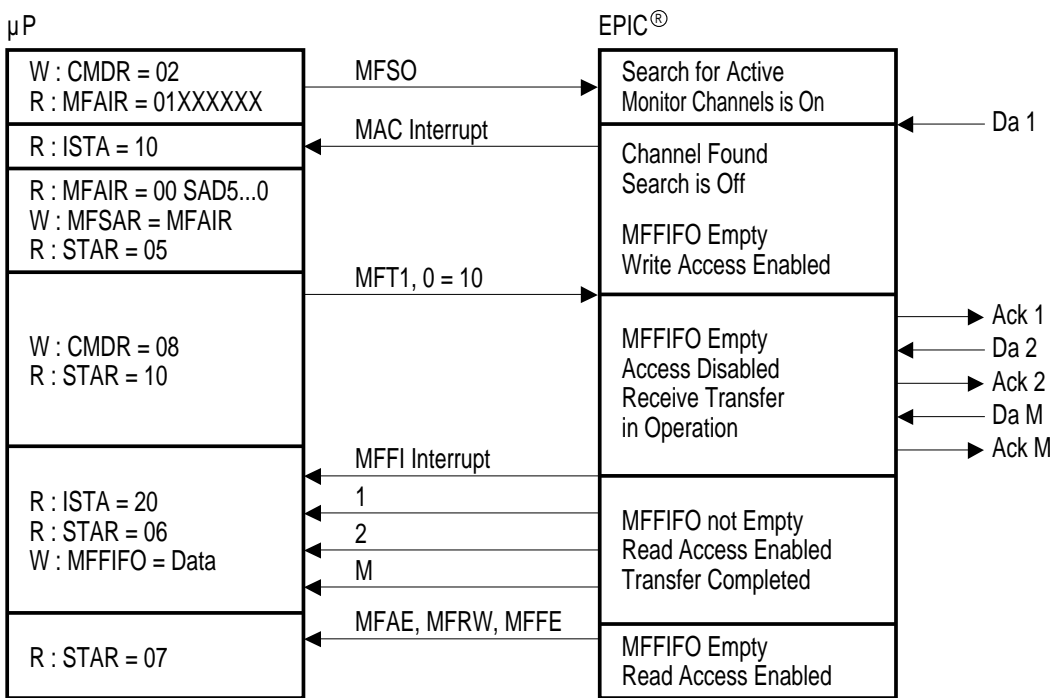 µP
EPIC®
W : CMDR = 02
R : MFAIR = 01XXXXXX
MFSO
Search for Active
Monitor Channels is On
Da 1
R : ISTA = 10
MAC Interrupt
Channel Found
Search is Off
MFFIFO Empty
Write Access Enabled
R : MFAIR = 00 SAD5...0
W : MFSAR = MFAIR
R : STAR = 05
MFT1, 0 = 10
W : CMDR = 08
R : STAR = 10
MFFIFO Empty
Access Disabled
Receive Transfer
in Operation
Ack 1
Da 2
Ack 2
Da M
Ack M
MFFI Interrupt
1
2
M
R : ISTA = 20
R : STAR = 06
W : MFFIFO = Data
MFFIFO not Empty
Read Access Enabled
Transfer Completed
MFAE, MFRW, MFFE
R : STAR = 07
MFFIFO Empty
Read Access Enabled